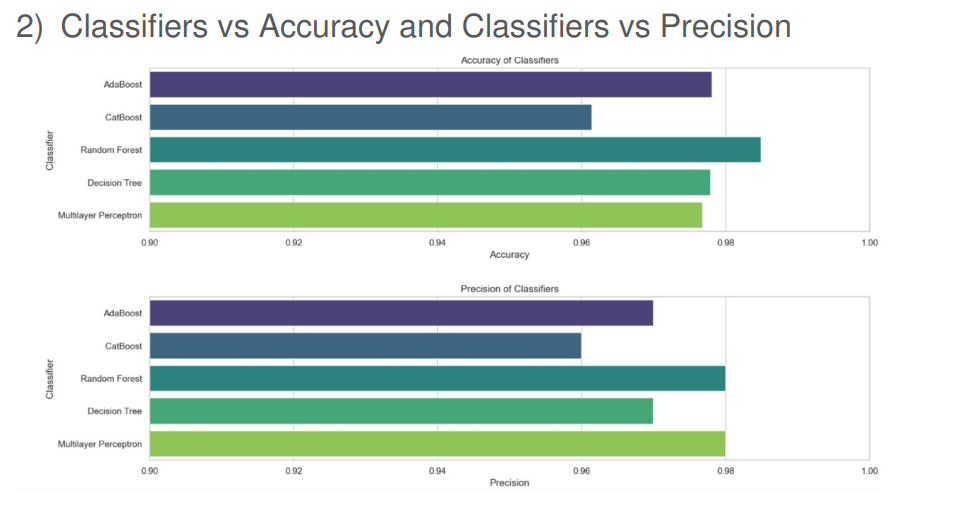 2) Classifiers vs Accuracy and Classifiers vs Precision
Accuracy of Classifiers
Classifier
AdaBoost
CatBoost
Random Forest
Decision Tree
Multilayer Perceptron
0.90 0.92 0.94 0.96 0.98 1.00
Accuracy
Precision of Classifiers
Classifier
AdaBoost
CatBoost
Random Forest
Decision Tree
Multilayer Perceptron
0.90 0.92 0.94 0.96 0.98 1.00
Precision